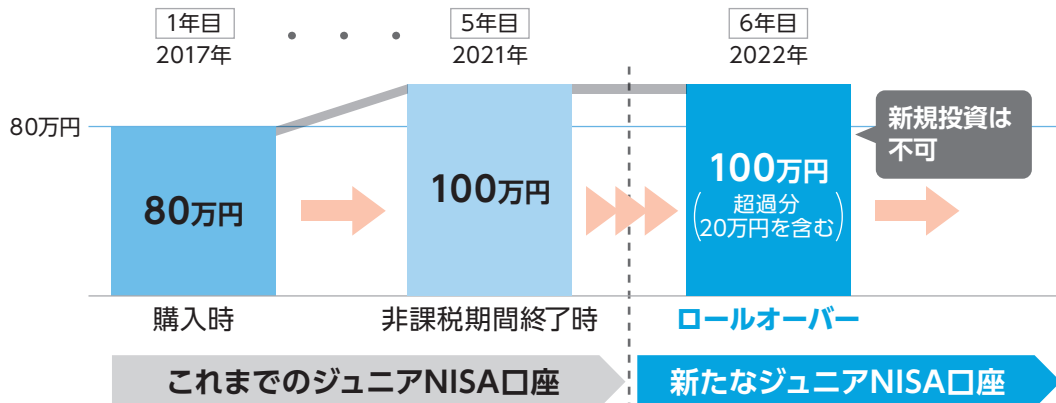 1年目
2017年
・・・
5年目
2021年
6年目
2022年
80万円
新規投資は
不可
80万円
100万円
100万円
(超過分
20万円を含む)
購入時
非課税期間終了時
ロールオーバー
これまでのジュニアNISA口座
新たなジュニアNISA口座